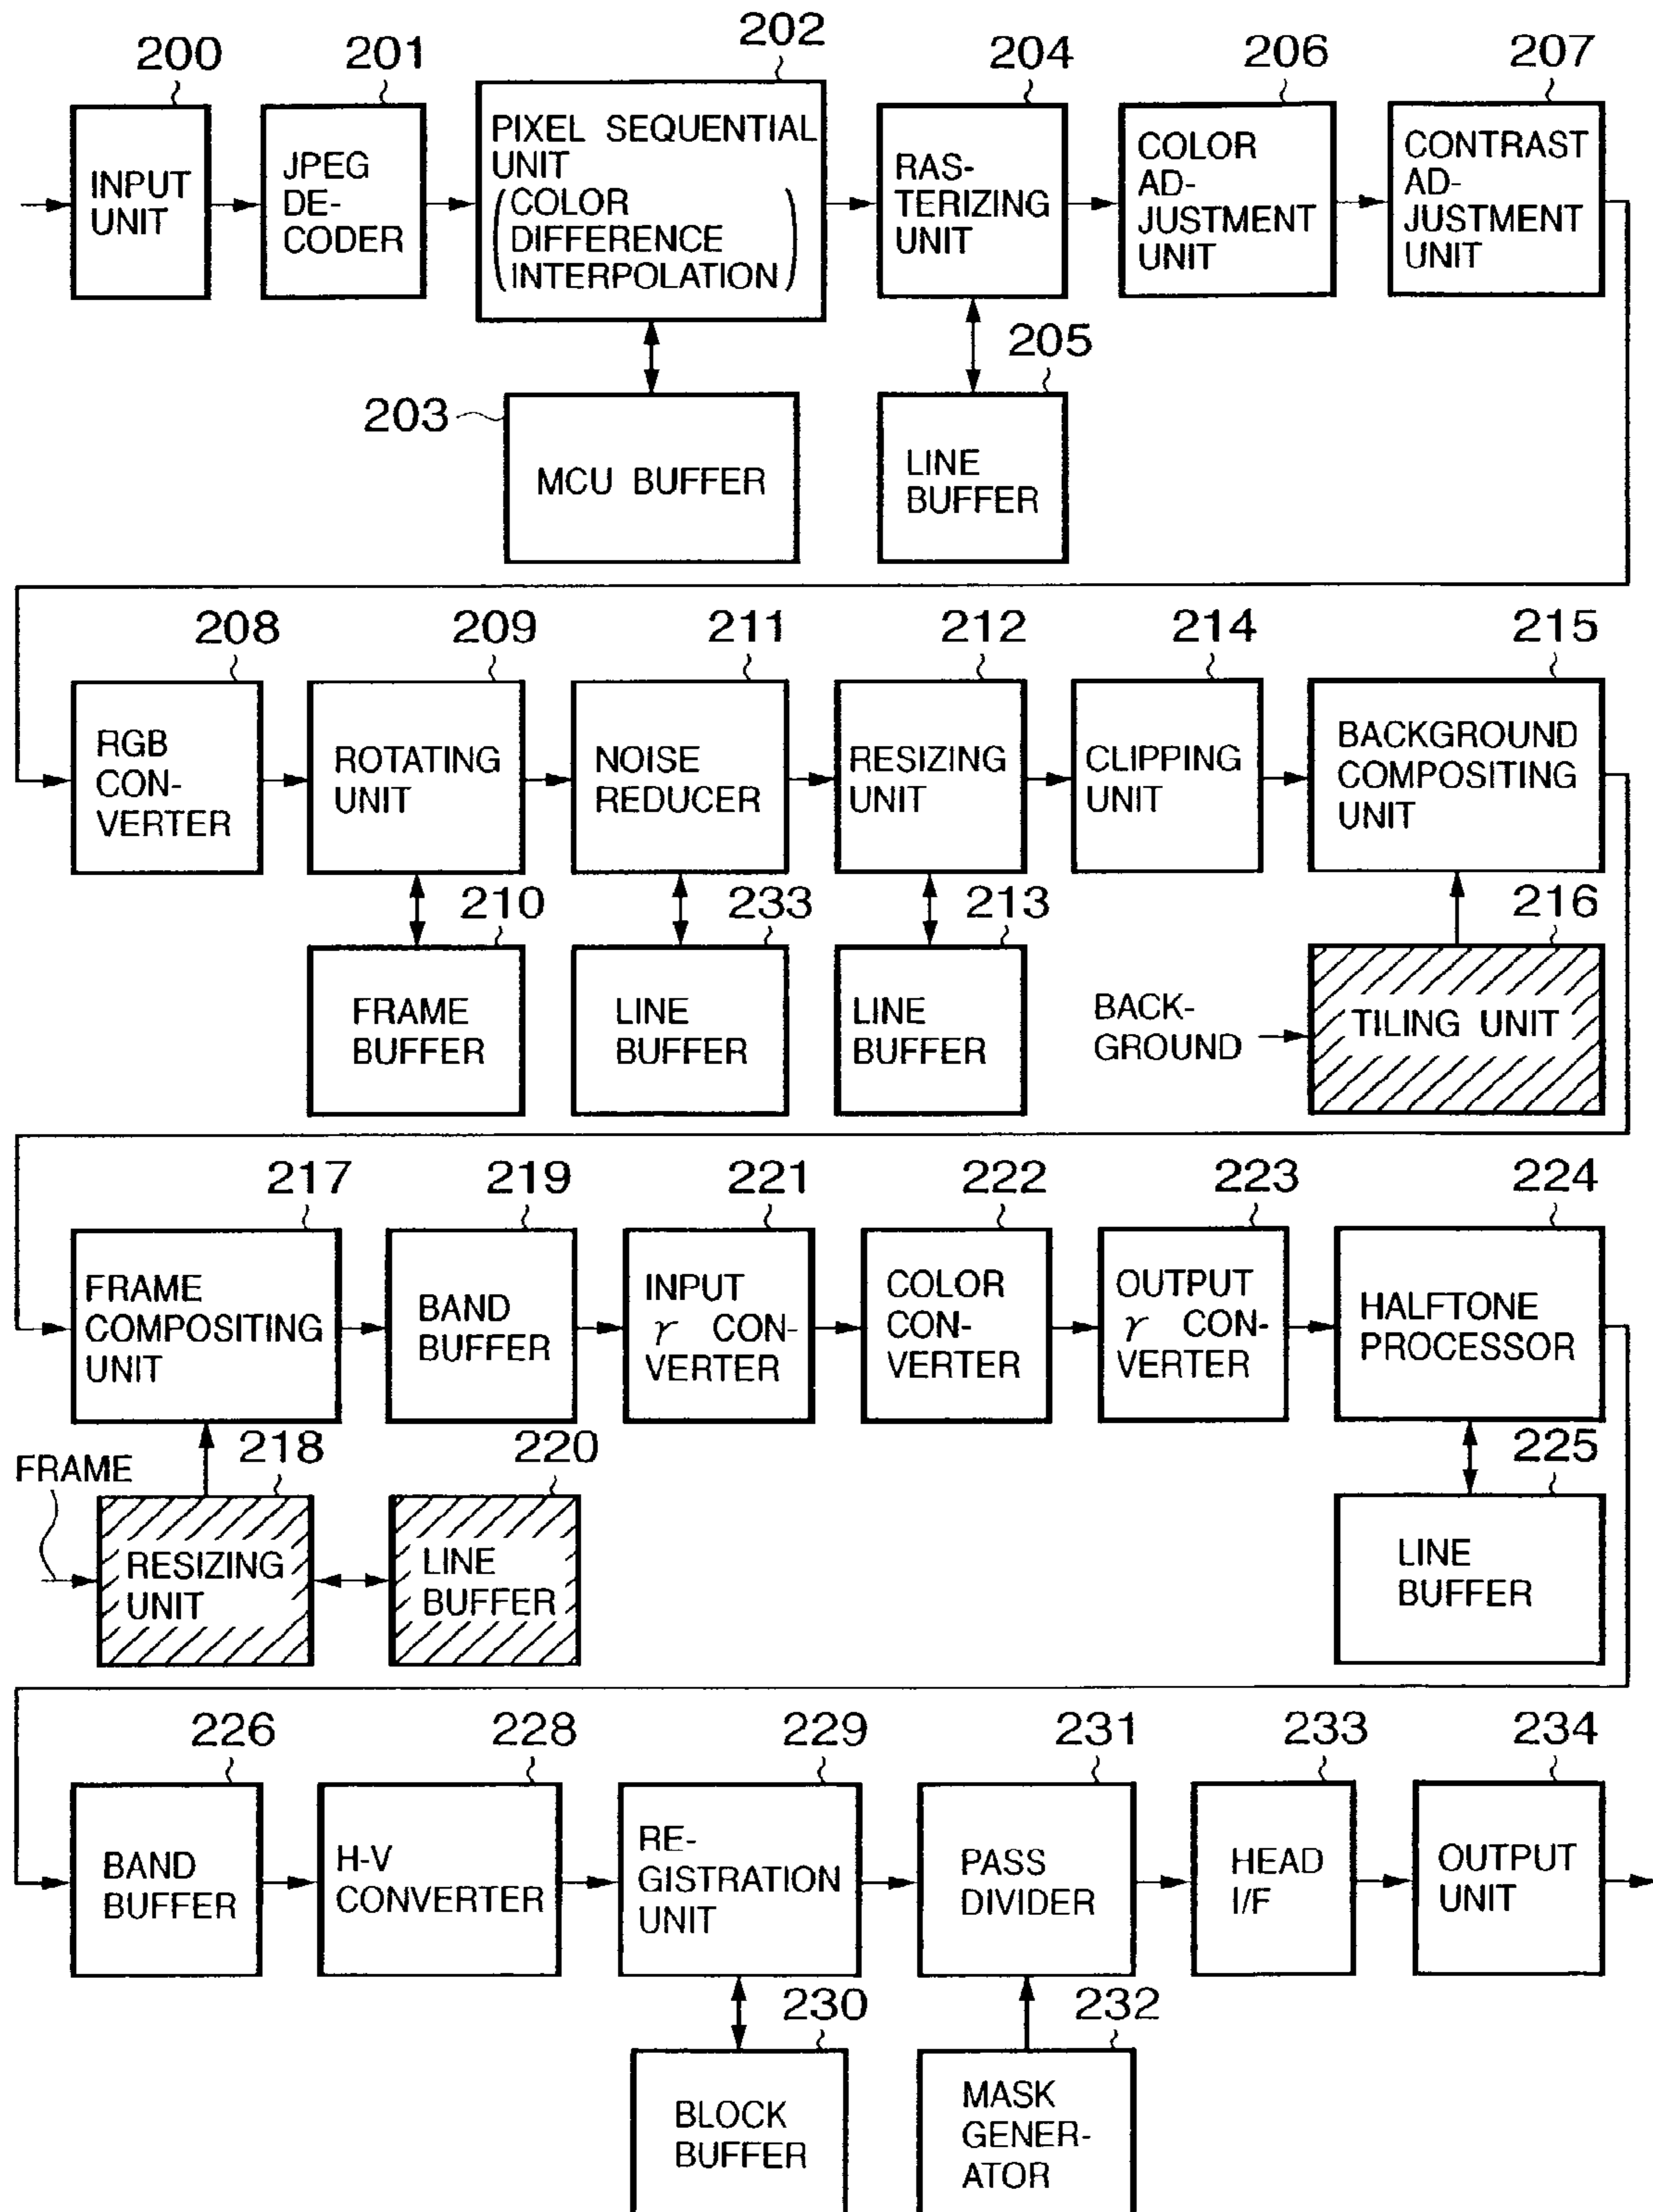 200
201
202
204
206
207
INPUT
UNIT
JPEG
DE-
CODER
PIXEL SEQUENTIAL
UNIT
(COLOR
DIFFERENCE
INTERPOLATION)
RAS-
TERIZING
UNIT
COLOR
AD-
JUSTMENT
UNIT
CONTRAST
AD-
JUSTMENT
UNIT
203
MCU BUFFER
205
LINE
BUFFER
208
209
211
212
214
215
RGB
CON-
VERTER
ROTATING
UNIT
NOISE
REDUCER
RESIZING
UNIT
CLIPPING
UNIT
BACKGROUND
COMPOSITING
UNIT
210
233
213
216
FRAME
BUFFER
LINE
BUFFER
LINE
BUFFER
BACK-
GROUND
TILING UNIT
217
219
221
222
223
224
FRAME
COMPOSITING
UNIT
BAND
BUFFER
INPUT
γ CON-
VERTER
COLOR
CON-
VERTER
OUTPUT
γ CON-
VERTER
HALFTONE
PROCESSOR
FRAME
218
220
225
RESIZING
UNIT
LINE
BUFFER
LINE
BUFFER
226
228
229
231
233
234
BAND
BUFFER
H-V
CONVERTER
RE-
GISTRATION
UNIT
PASS
DIVIDER
HEAD
I/F
OUTPUT
UNIT
230
232
BLOCK
BUFFER
MASK
GENER-
ATOR